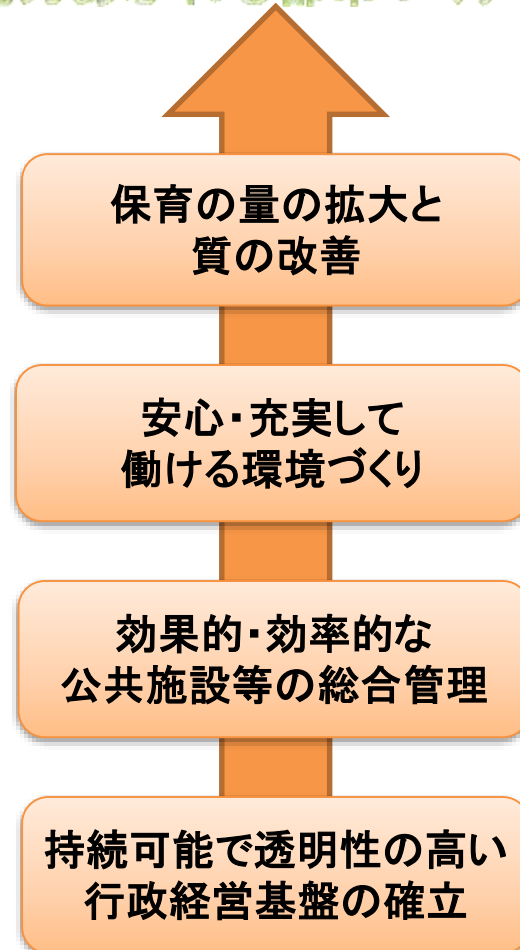 保育の量の拡大と
質の改善
安心・充実して
働ける環境づくり
効果的・効率的な
公共施設等の総合管理
持続可能で透明性の高い
行政経営基盤の確立